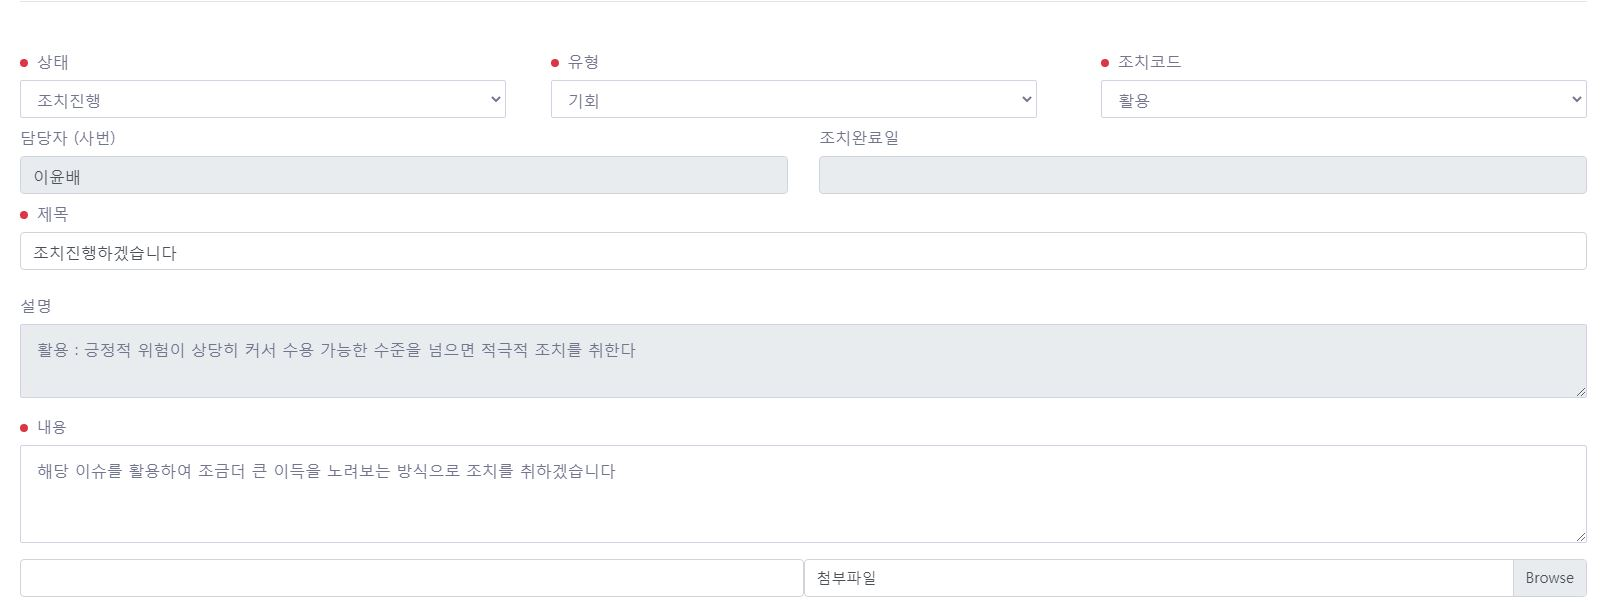 상태 유형 조치코드
조치진행 기회 활용
담당자 (사번) 조치완료일
이윤배
제목
조치진행하겠습니다
설명
활용 : 긍정적 위험이 상당히 커서 수용 가능한 수준을 넘으면 적극적 조치를 취한다
내용
해당 이슈를 활용하여 조금더 큰 이득을 노려보는 방식으로 조치를 취하겠습니다
첨부파일 Browse